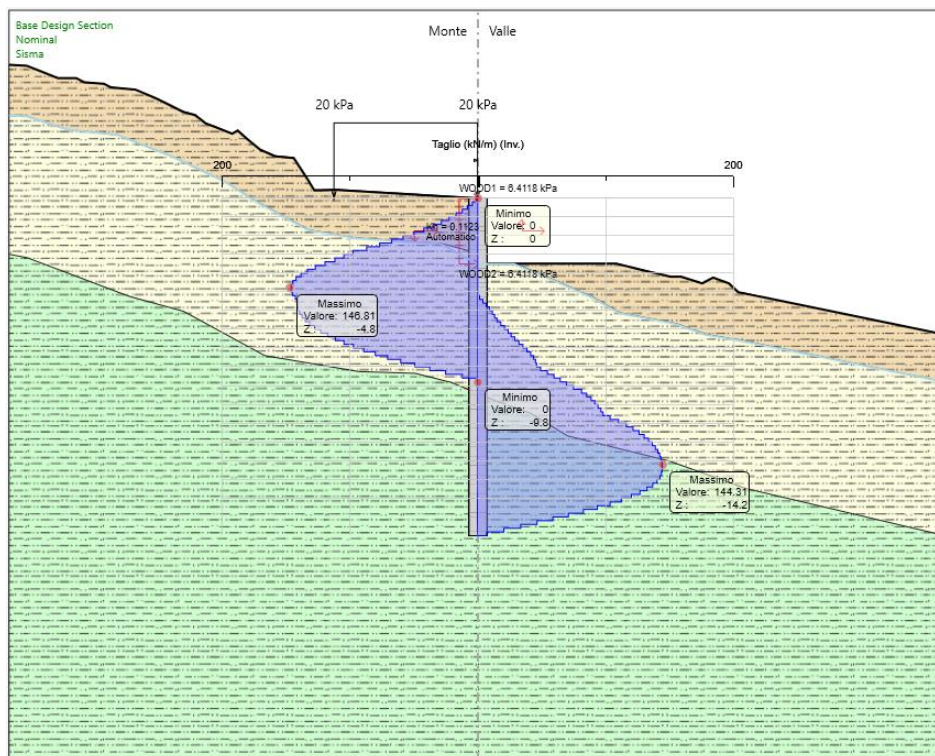 Base Design Section
Nominal
Sisma
Monte
Valle
20 kPa
20 kPa
Taglio (kN/m) (Inv.)
200
200
WOOD1 = 6.4118 kPa
Minimo
Valore: 0
Z : 0
= 0.1123
Automatico
WOOD2 = 6.4118 kPa
Massimo
Valore: 146.81
Z : -4.8
Minimo
Valore: 0
Z : -9.8
Massimo
Valore: 144.31
Z : -14.2